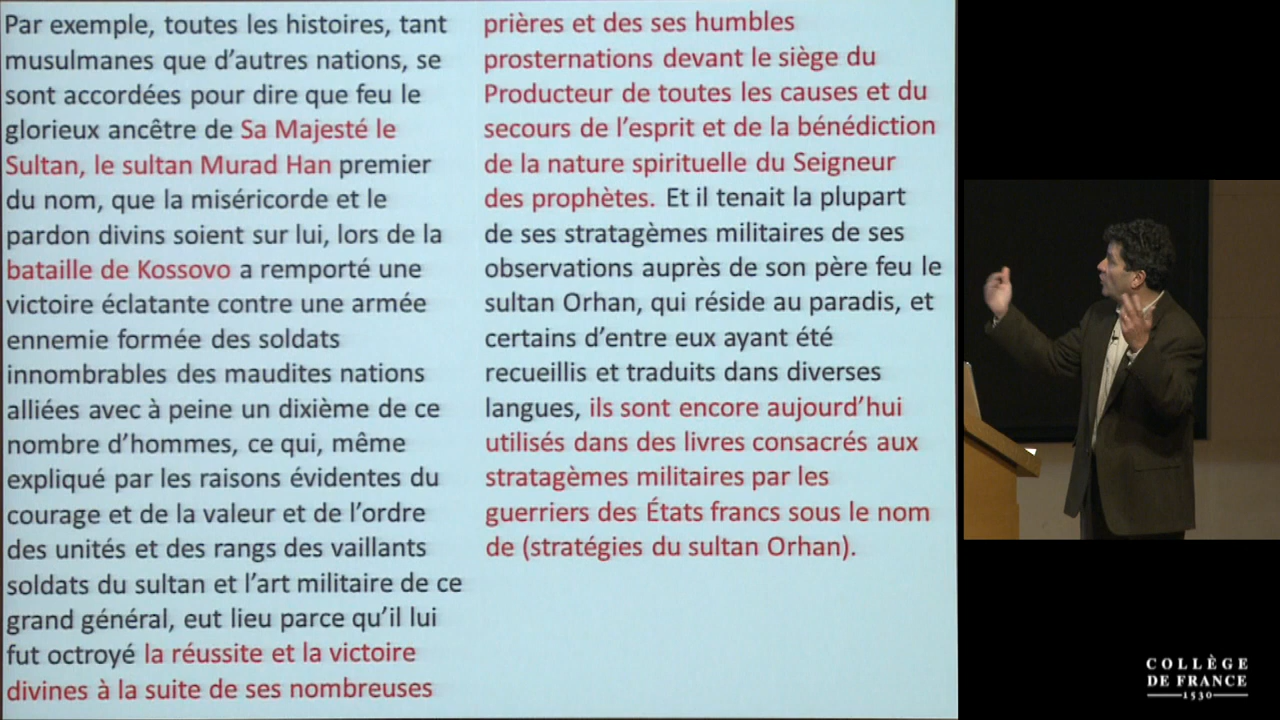 Par exemple, toutes les histoires, tant
musulmanes que d'autres nations, se
sont accordées pour dire que feu le
glorieux ancêtre de Sa Majesté le
Sultan, le sultan Murad Han premier
du nom, que la miséricorde et le
pardon divins soient sur lui, lors de la
bataille de Kossovo a remporté une
victoire éclatante contre une armée
ennemie formée des soldats
innombrables des maudites nations
alliées avec à peine un dixième de ce
nombre d'hommes, ce qui, même
expliqué par les raisons évidentes du
courage et de la valeur et de l'ordre
des unités et des rangs des vaillants
soldats du sultan et l'art militaire de ce
grand général, eut lieu parce qu'il lui
fut octroyé la réussite et la victoire
divines à la suite de ses nombreuses
prières et des ses humbles
prosternations devant le siège du
Producteur de toutes les causes et du
secours de l'esprit et de la bénédiction
de la nature spirituelle du Seigneur
des prophètes. Et il tenait la plupart
de ses stratagèmes militaires de ses
observations auprès de son père feu le
sultan Orhan, qui réside au paradis, et
certains d'entre eux ayant été
recueillis et traduits dans diverses
langues, ils sont encore aujourd'hui
utilisés dans des livres consacrés aux
stratagèmes militaires par les
guerriers des États francs sous le nom
de (stratégies du sultan Orhan).
COLLÈGE
DE FRANCE
1530